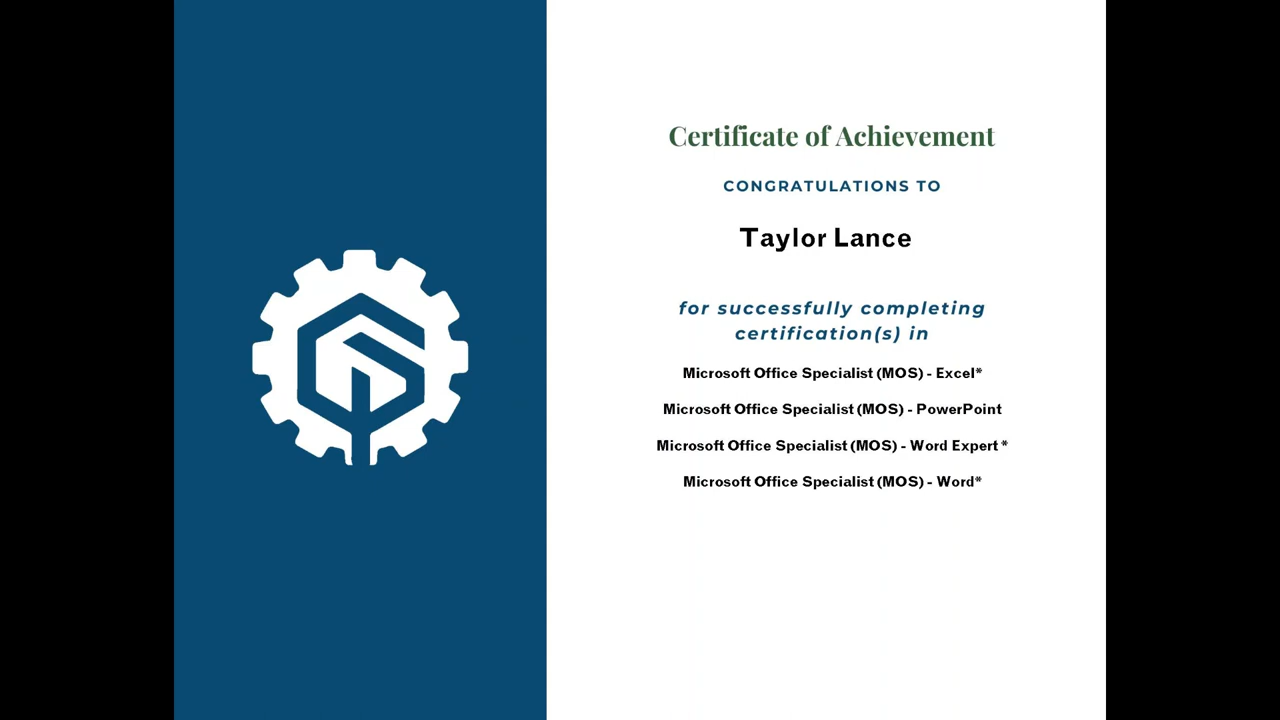 Certificate of Achievement
CONGRATULATIONS TO
Taylor Lance
for successfully completing
certification(s) in
Microsoft Office Specialist (MOS) - Excel*
Microsoft Office Specialist (MOS) - PowerPoint
Microsoft Office Specialist (MOS) - Word Expert *
Microsoft Office Specialist (MOS) - Word*